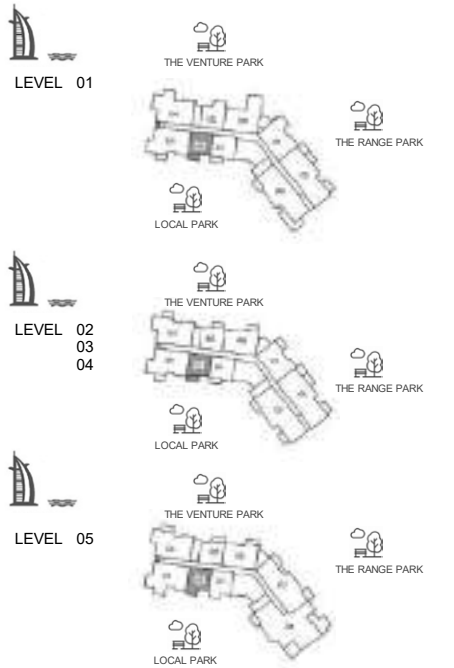 THE VENTURE PARK
LEVEL 01
THE RANGE PARK
LOCAL PARK
THE VENTURE PARK
LEVEL 02
03
04
THE RANGE PARK
LOCAL PARK
THE VENTURE PARK
LEVEL 05
THE RANGE PARK
LOCAL PARK